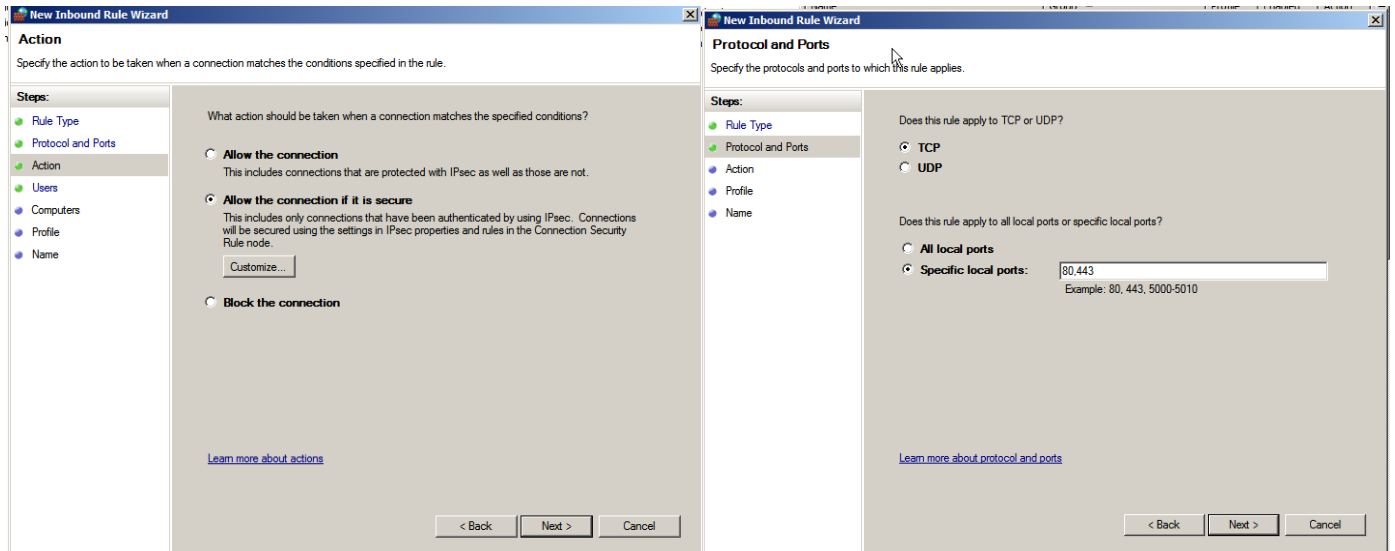 New Inbound Rule Wizard
Action
Specify the action to be taken when a connection matches the conditions specified in the rule.
Steps:
Rule Type
Protocol and Ports
Action
Users
Computers
Profile
Name
What action should be taken when a connection matches the specified conditions?
Allow the connection
This includes connections that are protected with IPsec as well as those are not.
Allow the connection if it is secure
This includes only connections that have been authenticated by using IPsec. Connections
will be secured using the settings in IPsec properties and rules in the Connection Security
Rule node.
Customize...
Block the connection
Learn more about actions
< Back
Next >
Cancel
New Inbound Rule Wizard
Protocol and Ports
Specify the protocols and ports to which this rule applies.
Steps:
Rule Type
Protocol and Ports
Action
Profile
Name
Does this rule apply to TCP or UDP?
TCP
UDP
Does this rule apply to all local ports or specific local ports?
All local ports
Specific local ports:
80,443
Example: 80, 443, 5000-5010
Learn more about protocol and ports
< Back
Next >
Cancel